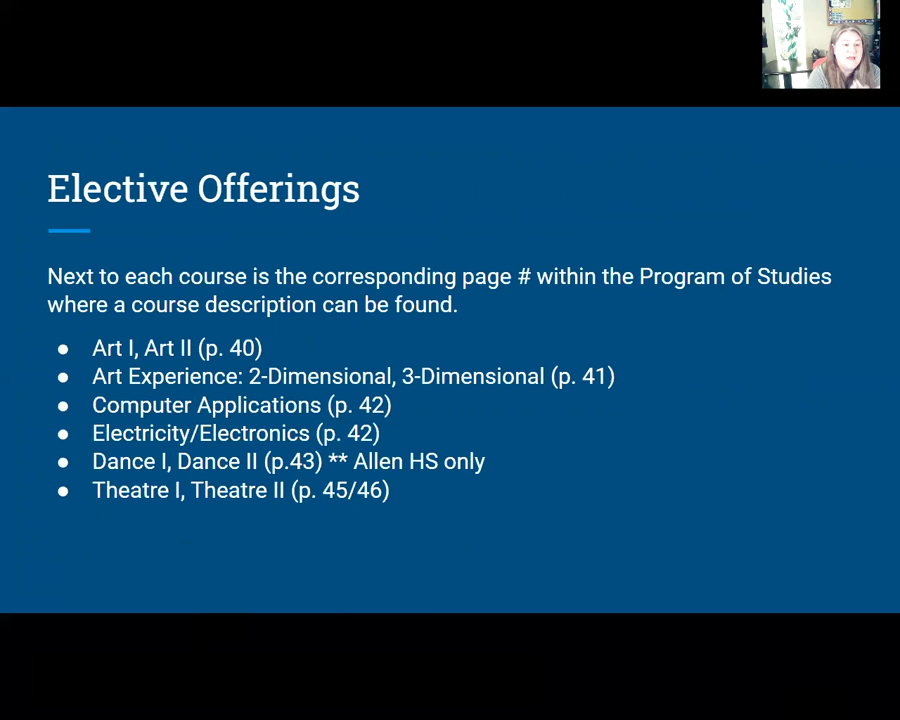 Elective Offerings
Next to each course is the corresponding page # within the Program of Studies
where a course description can be found.
● Art I, Art II (p. 40)
● Art Experience: 2-Dimensional, 3-Dimensional (p. 41)
● Computer Applications (p. 42)
● Electricity/Electronics (p. 42)
● Dance I, Dance II (p.43) ** Allen HS only
● Theatre I, Theatre II (p. 45/46)